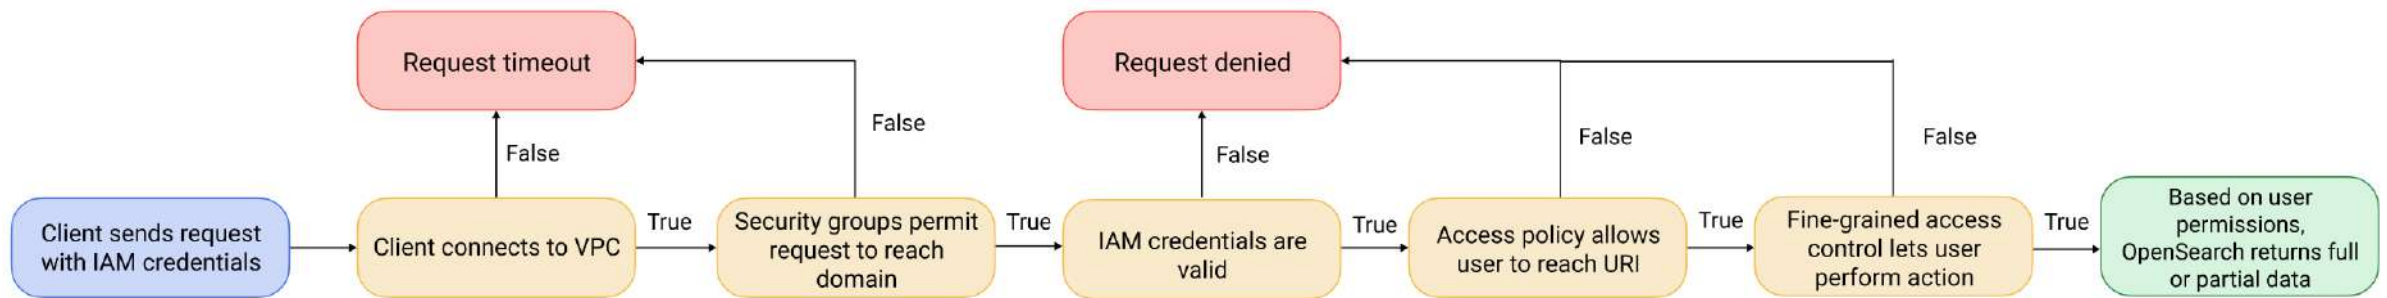 Request timeout
Request denied
False
False
False
False
False
Client sends request
with IAM credentials
Client connects to VPC
True
Security groups permit
request to reach
domain
True
IAM credentials are
valid
True
Access policy allows
user to reach URI
True
Fine-grained access
control lets user
perform action
True
Based on user
permissions,
OpenSearch returns full
or partial data